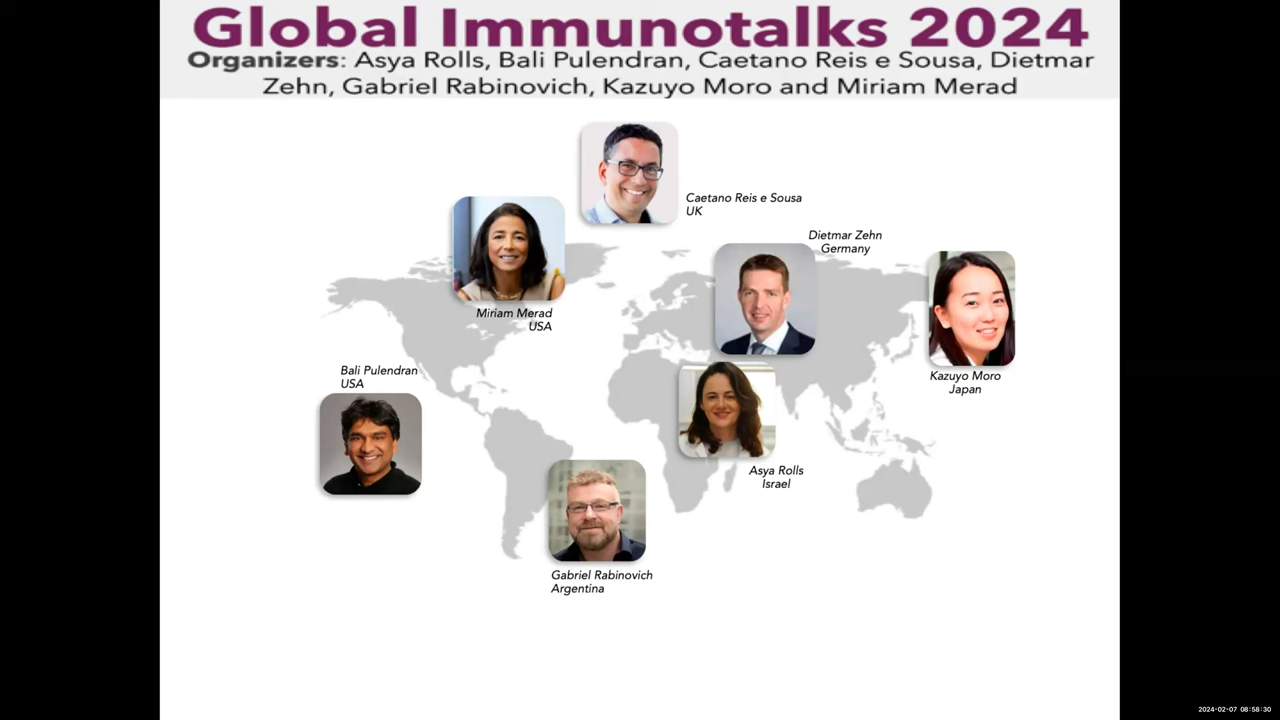 Global Immunotalks 2024
Organizers: Asya Rolls, Bali Pulendran, Caetano Reis e Sousa, Dietmar
Zehn, Gabriel Rabinovich, Kazuyo Moro and Miriam Merad
Caetano Reis e Sousa
UK
Dietmar Zehn
Germany
Miriam Merad
USA
Bali Pulendran
USA
Kazuyo Moro
Japan
Asya Rolls
Israel
Gabriel Rabinovich
Argentina
2024-02-07 08:58:30